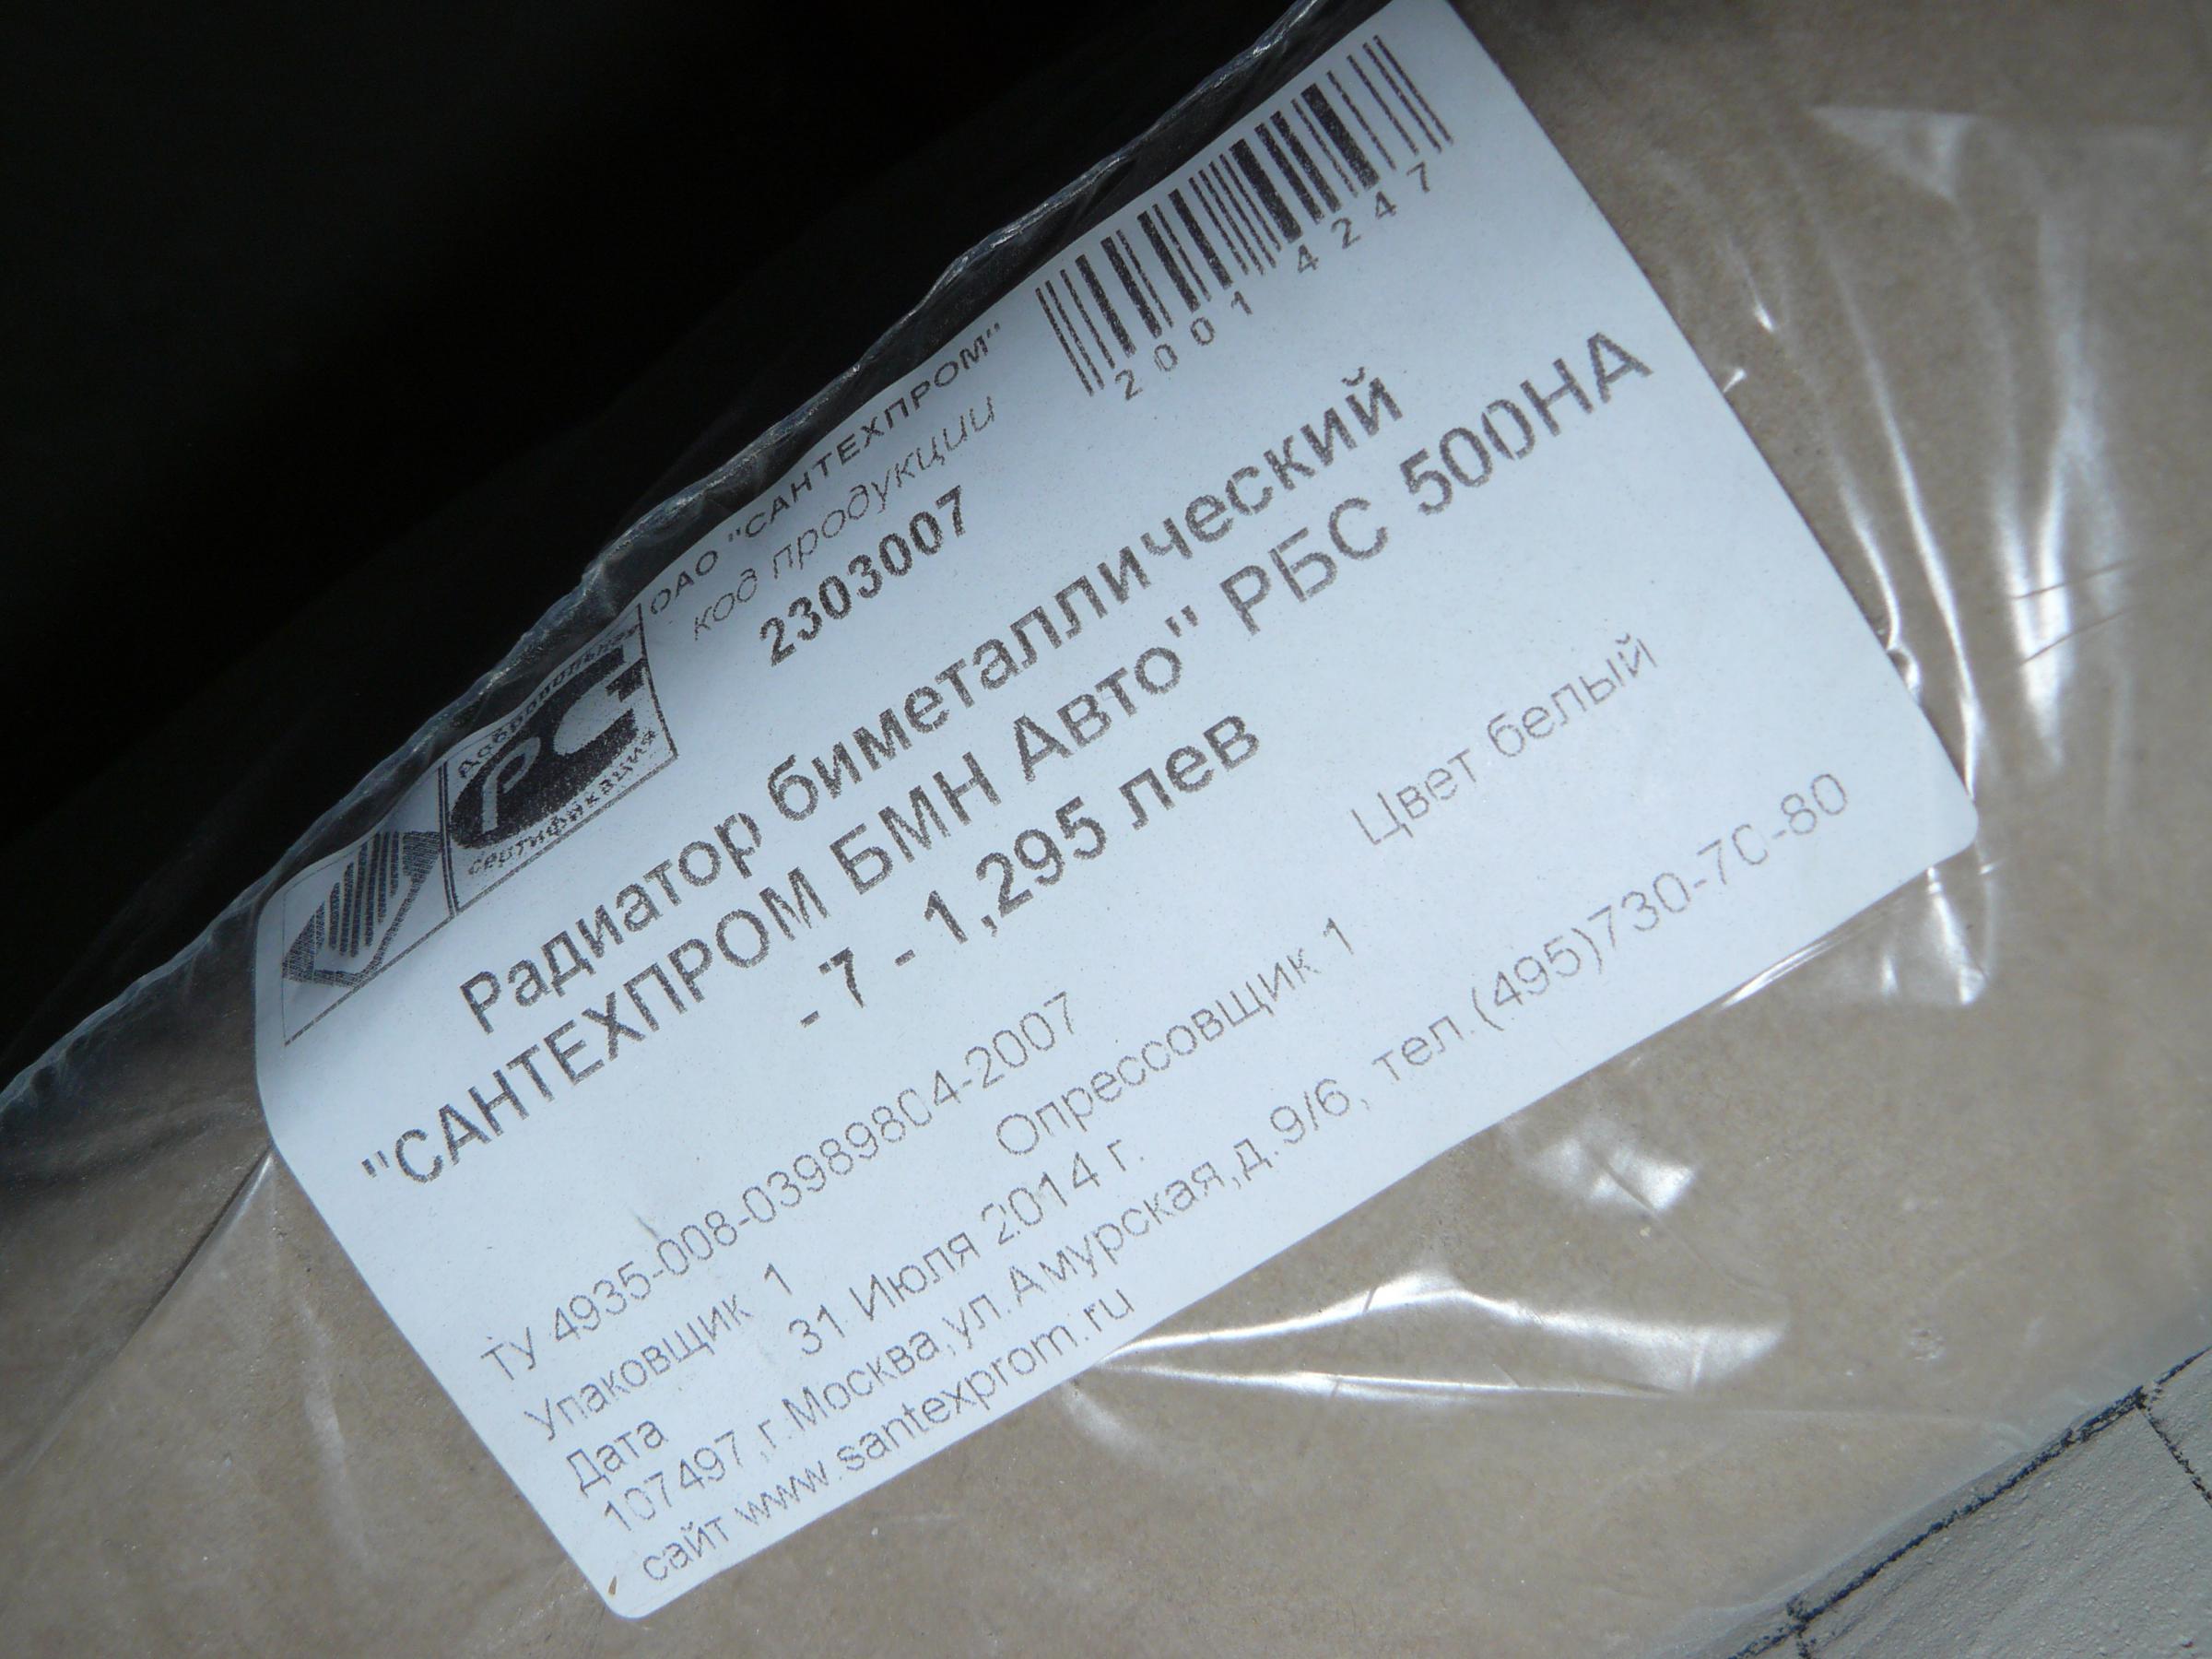 Добровольная
РС
сертификация
ОАО "САНТЕХПРОМ"
код продукции
2303007
20014247
Радиатор биметаллический
"САНТЕХПРОМ БМН Авто" РБС 500НА
- 7 - 1,295 лев
Цвет белый
ТУ 4935-008-03989804-2007
Упаковщик 1 Опрессовщик 1
Дата 31 Июля 2014 г.
107497,г.Москва,ул.Амурская,д.9/6, тел.(495)730-70-80
сайт www.santexprom.ru